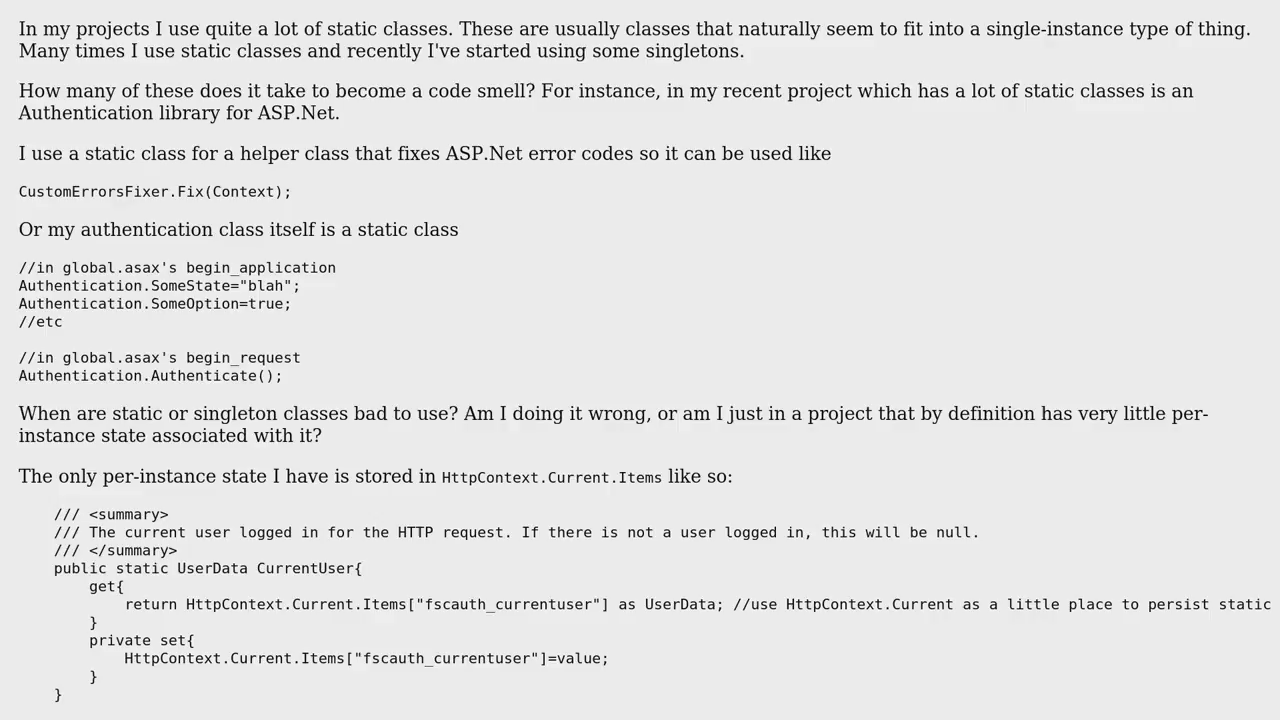 In my projects I use quite a lot of static classes. These are usually classes that naturally seem to fit into a single-instance type of thing.
Many times I use static classes and recently I've started using some singletons.
How many of these does it take to become a code smell? For instance, in my recent project which has a lot of static classes is an
Authentication library for ASP.Net.
I use a static class for a helper class that fixes ASP.Net error codes so it can be used like
CustomErrorsFixer.Fix(Context);
Or my authentication class itself is a static class
//in global.asax's begin_application
Authentication.SomeState="blah";
Authentication.SomeOption=true;
//etc
//in global.asax's begin_request
Authentication.Authenticate();
When are static or singleton classes bad to use? Am I doing it wrong, or am I just in a project that by definition has very little per-
instance state associated with it?
The only per-instance state I have is stored in HttpContext.Current.Items like so:
/// <summary>
/// The current user logged in for the HTTP request. If there is not a user logged in, this will be null.
/// </summary>
public static UserData CurrentUser{
get{
return HttpContext.Current.Items["fscauth_currentuser"] as UserData; //use HttpContext.Current as a little place to persist static
}
private set{
HttpContext.Current.Items["fscauth_currentuser"]=value;
}
}